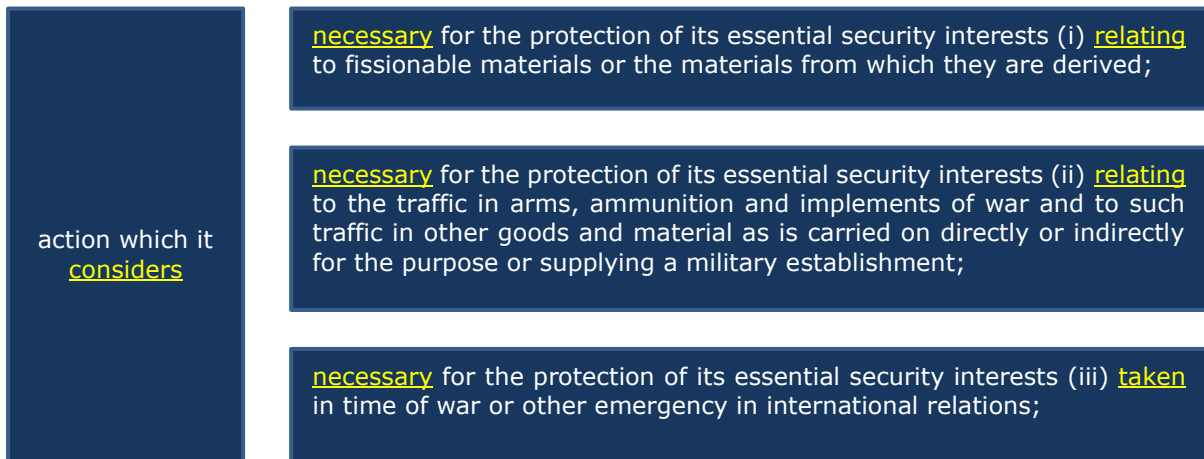 action which it
considers
necessary for the protection of its essential security interests (i) relating
to fissionable materials or the materials from which they are derived;
necessary for the protection of its essential security interests (ii) relating
to the traffic in arms, ammunition and implements of war and to such
traffic in other goods and material as is carried on directly or indirectly
for the purpose or supplying a military establishment;
necessary for the protection of its essential security interests (iii) taken
in time of war or other emergency in international relations;